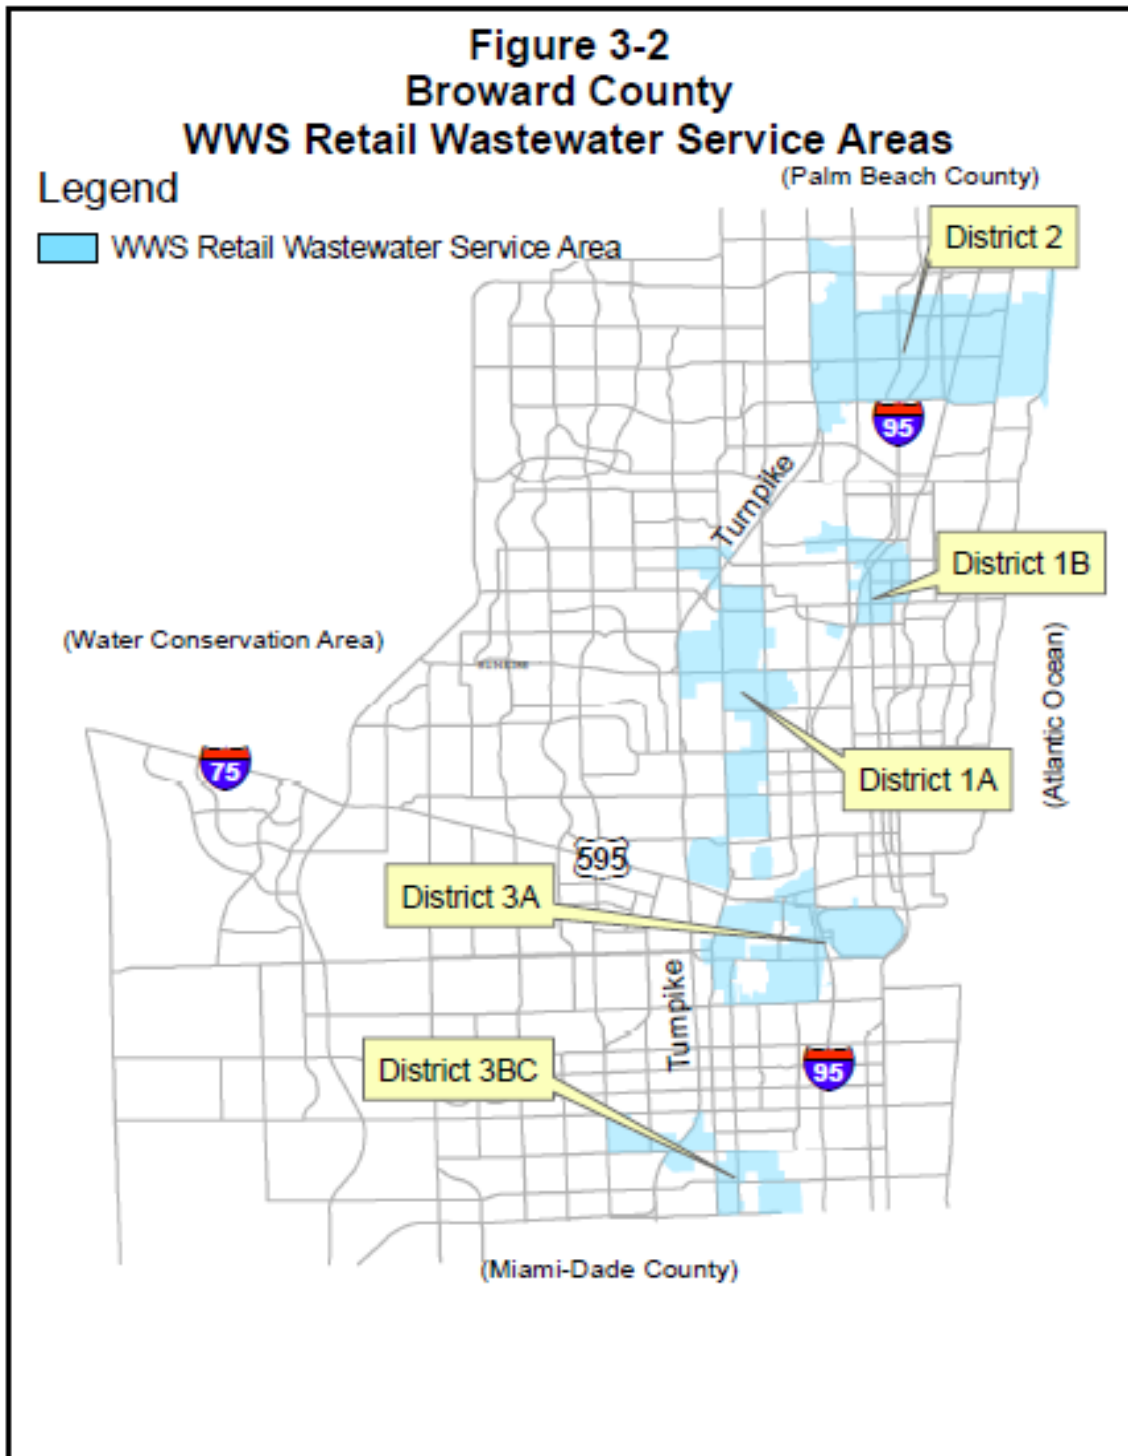 Figure 3-2
Broward County
WWS Retail Wastewater Service Areas
(Palm Beach County)
Legend
WWS Retail Wastewater Service Area
District 2
95
Turnpike
District 1B
(Water Conservation Area)
(Atlantic Ocean)
75
District 1A
595
District 3A
Turnpike
District 3BC
95
(Miami-Dade County)